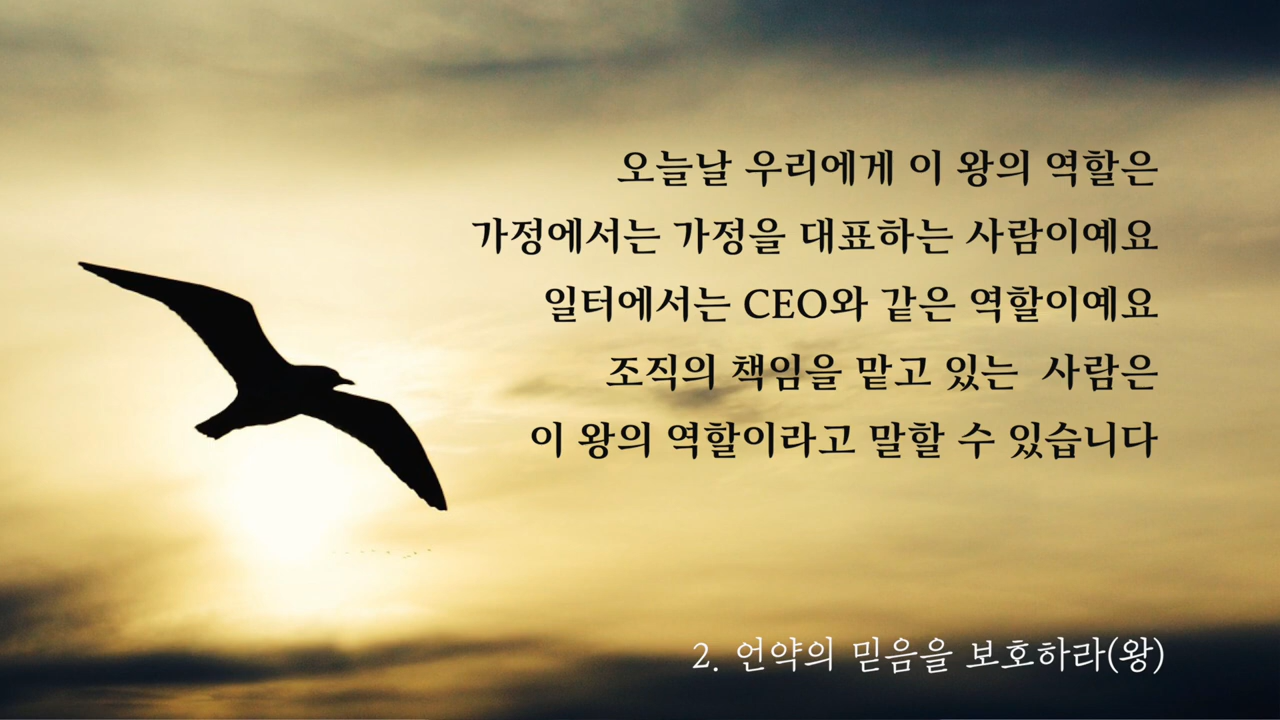 오늘날 우리에게 이 왕의 역할은
가정에서는 가정을 대표하는 사람이예요
일터에서는 CEO와 같은 역할이예요
조직의 책임을 맡고 있는 사람은
이 왕의 역할이라고 말할 수 있습니다
2. 언약의 믿음을 보호하라(왕)